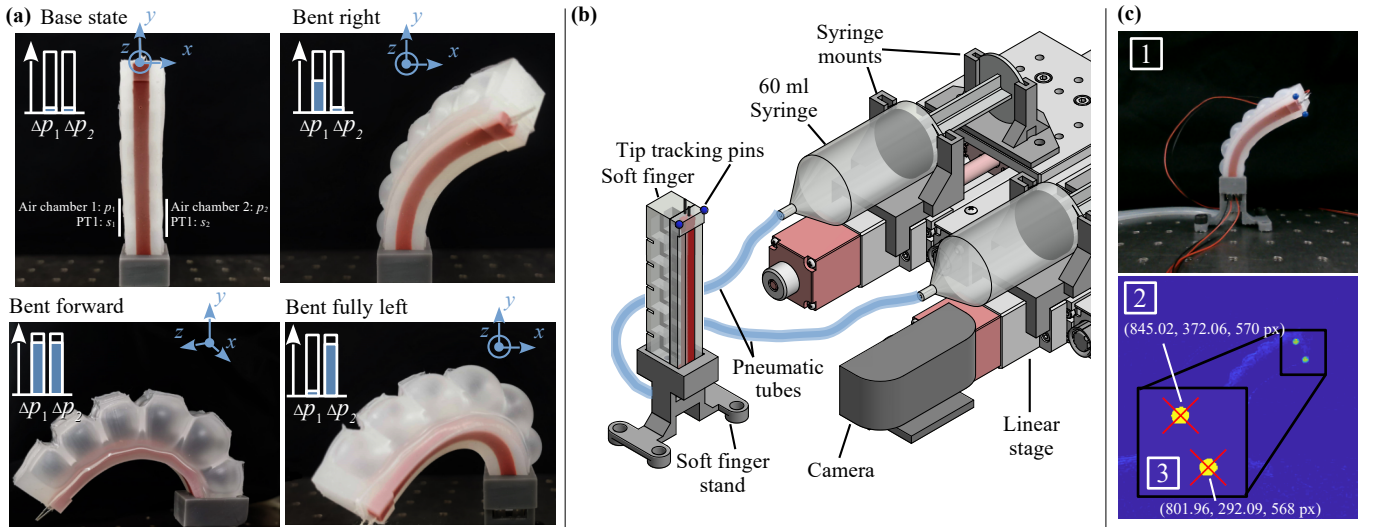 (a)
Base state
y
z
x
Δp1 Δp2
Air chamber 1: p1
PT1: s1
Air chamber 2: p2
PT1: s2
Bent right
y
z
x
Δp1 Δp2
Bent forward
y
z
x
Δp1 Δp2
Bent fully left
y
z
x
Δp1 Δp2
(b)
Syringe
mounts
60 ml
Syringe
Tip tracking pins
Soft finger
Pneumatic
tubes
Soft finger
stand
Camera
Linear
stage
(c)
1
2
(845.02, 372.06, 570 px)
3
(801.96, 292.09, 568 px)